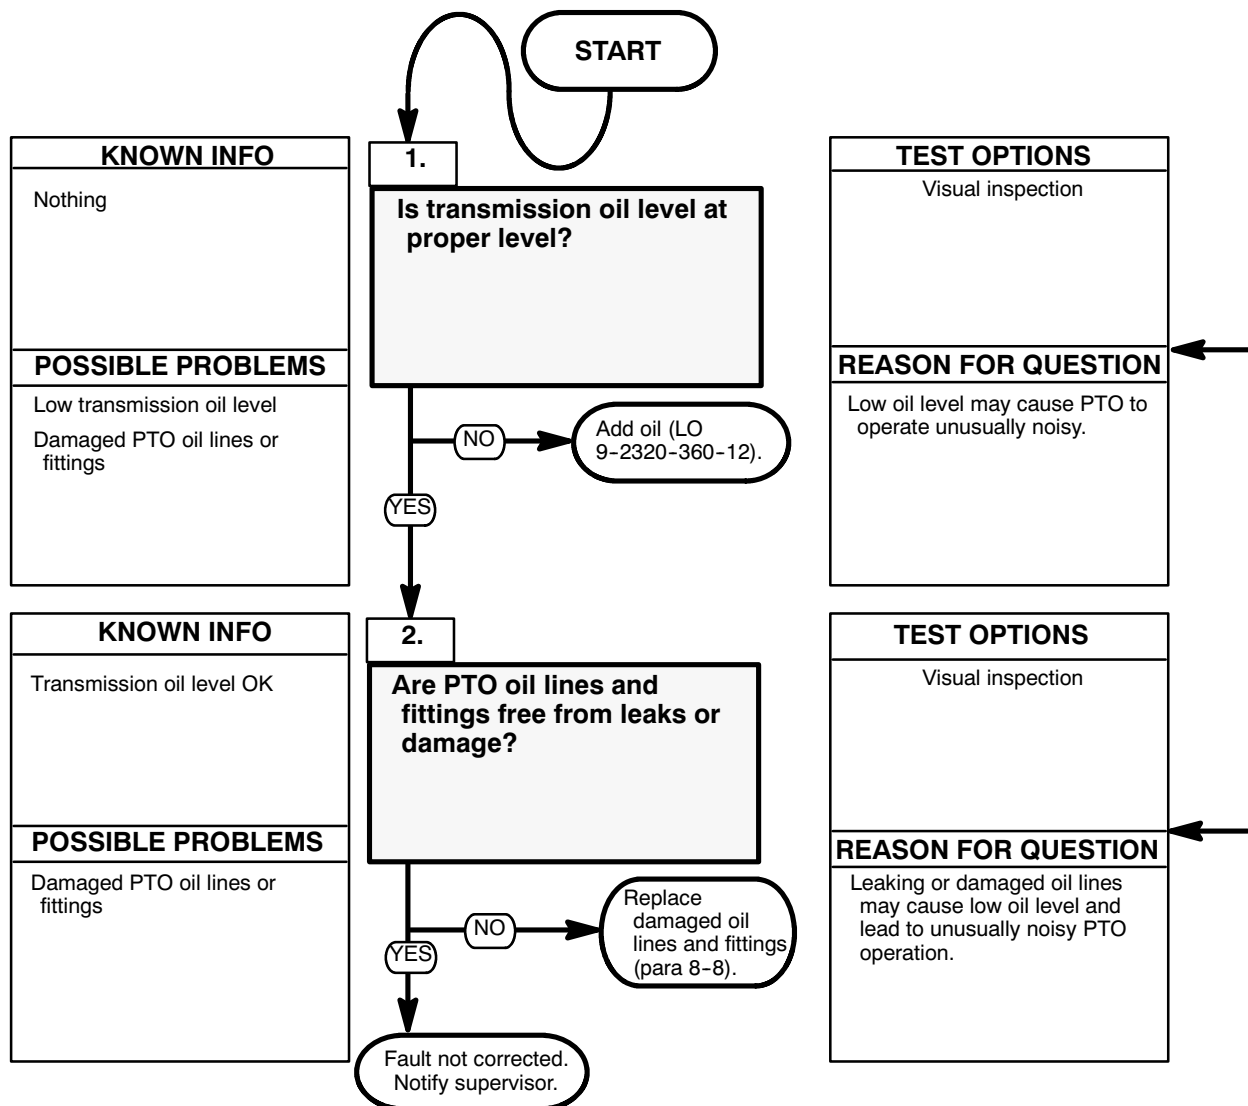 START
KNOWN INFO
Nothing
POSSIBLE PROBLEMS
Low transmission oil level
Damaged PTO oil lines or
fittings
1.
Is transmission oil level at
proper level?
NO
Add oil (LO
9-2320-360-12).
YES
TEST OPTIONS
Visual inspection
REASON FOR QUESTION
Low oil level may cause PTO to
operate unusually noisy.
KNOWN INFO
Transmission oil level OK
POSSIBLE PROBLEMS
Damaged PTO oil lines or
fittings
2.
Are PTO oil lines and
fittings free from leaks or
damage?
NO
Replace
damaged oil
lines and fittings
(para 8-8).
YES
Fault not corrected.
Notify supervisor.
TEST OPTIONS
Visual inspection
REASON FOR QUESTION
Leaking or damaged oil lines
may cause low oil level and
lead to unusually noisy PTO
operation.